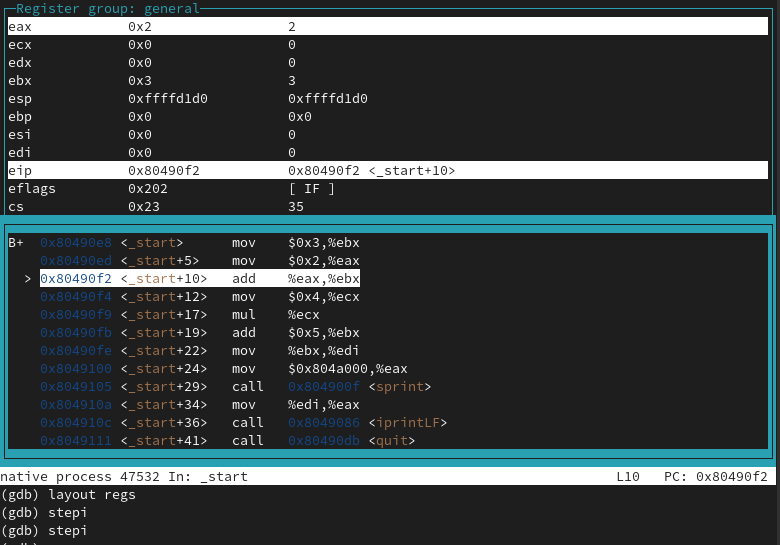 Register group: general
eax 0x2 2
ecx 0x0 0
edx 0x0 0
ebx 0x3 3
esp 0xffffd1d0 0xffffd1d0
ebp 0x0 0x0
esi 0x0 0
edi 0x0 0
eip 0x80490f2 0x80490f2 <_start+10>
eflags 0x202 [ IF ]
cs 0x23 35
B+ 0x80490e8 <_start> mov $0x3,%ebx
0x80490ed <_start+5> mov $0x2,%eax
> 0x80490f2 <_start+10> add %eax,%ebx
0x80490f4 <_start+12> mov $0x4,%ecx
0x80490f9 <_start+17> mul %ecx
0x80490fb <_start+19> add $0x5,%ebx
0x80490fe <_start+22> mov %ebx,%edi
0x8049100 <_start+24> mov $0x804a000,%eax
0x8049105 <_start+29> call 0x804900f <sprint>
0x804910a <_start+34> mov %edi,%eax
0x804910c <_start+36> call 0x8049086 <iprintLF>
0x8049111 <_start+41> call 0x80490db <quit>
native process 47532 In: _start L10 PC: 0x80490f2
(gdb) layout regs
(gdb) stepi
(gdb) stepi